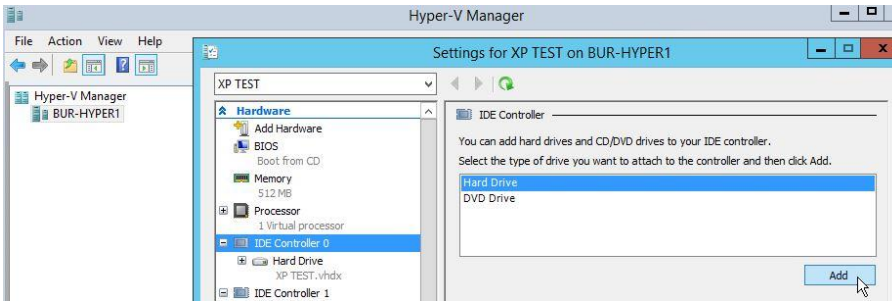 Hyper-V Manager
File Action View Help
Hyper-V Manager
BUR-HYPER1
Settings for XP TEST on BUR-HYPER1
XP TEST
Hardware
Add Hardware
BIOS
Boot from CD
Memory
512 MB
Processor
1 Virtual processor
IDE Controller 0
Hard Drive
XP TEST.vhdx
IDE Controller 1
IDE Controller
You can add hard drives and CD/DVD drives to your IDE controller.
Select the type of drive you want to attach to the controller and then click Add.
Hard Drive
DVD Drive
Add